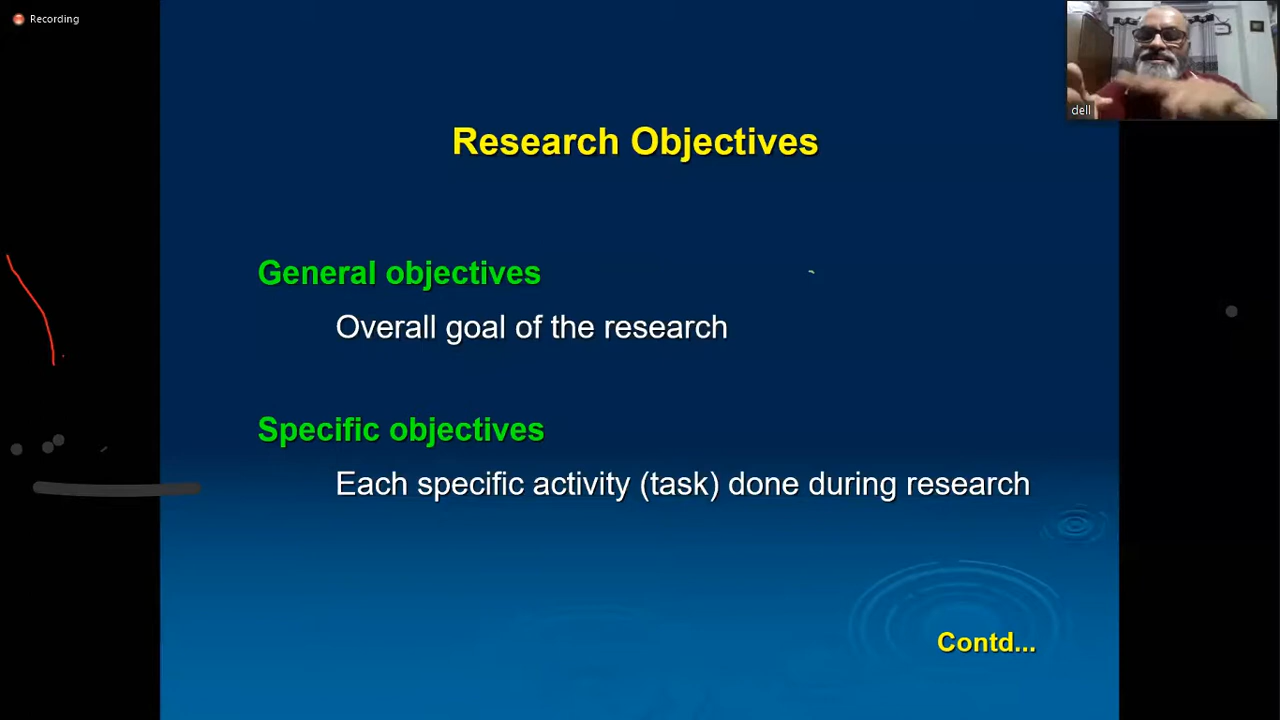 Recording
dell
Research Objectives
General objectives
Overall goal of the research
Specific objectives
Each specific activity (task) done during research
Contd...